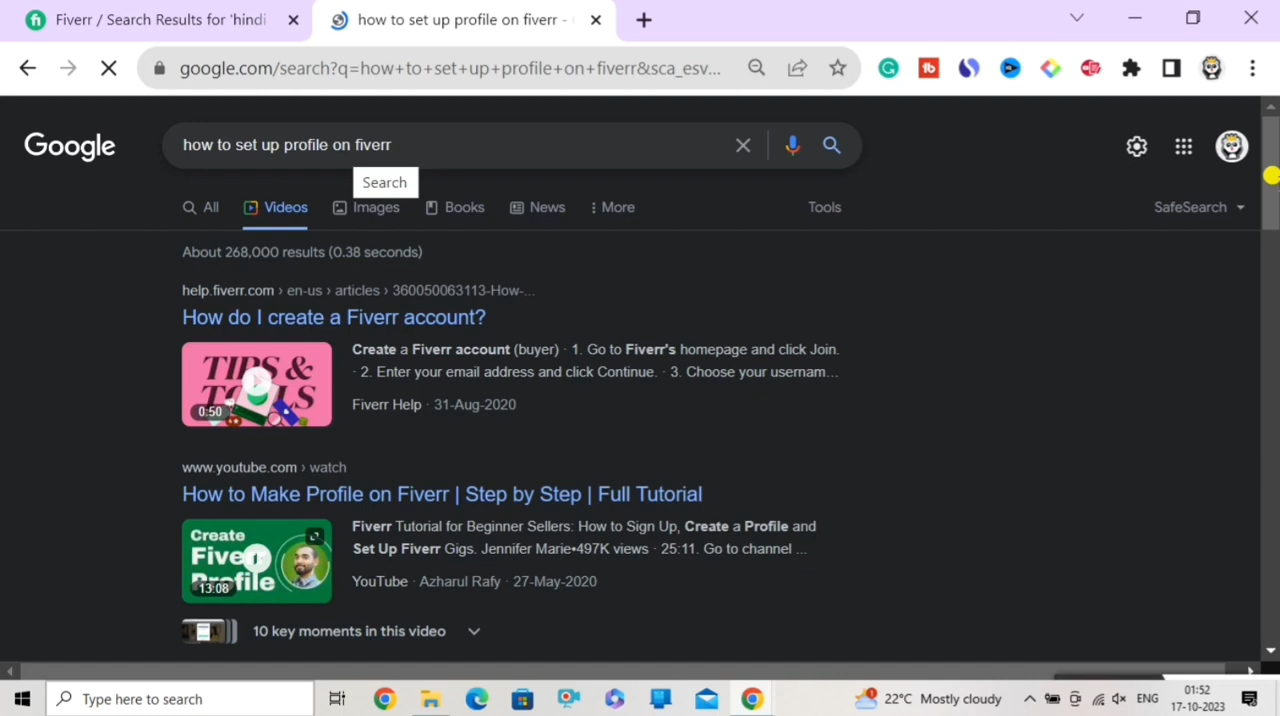 Fiverr / Search Results for 'hindi
how to set up profile on fiverr -
google.com/search?q=how+to+set+up+profile+on+fiverr&sca_esv...
Google
how to set up profile on fiverr
Search
All
Videos
Images
Books
News
More
Tools
SafeSearch
About 268,000 results (0.38 seconds)
help.fiverr.com › en-us › articles › 360050063113-How-...
How do I create a Fiverr account?
TIPS &
TOOLS
0:50
Create a Fiverr account (buyer) · 1. Go to Fiverr's homepage and click Join.
· 2. Enter your email address and click Continue. · 3. Choose your usernam...
Fiverr Help · 31-Aug-2020
www.youtube.com › watch
How to Make Profile on Fiverr | Step by Step | Full Tutorial
Create
Fiverr
Profile
13:08
Fiverr Tutorial for Beginner Sellers: How to Sign Up, Create a Profile and
Set Up Fiverr Gigs. Jennifer Marie•497K views · 25:11. Go to channel ...
YouTube · Azharul Rafy · 27-May-2020
10 key moments in this video
Type here to search
22°C Mostly cloudy
ENG
01:52
17-10-2023